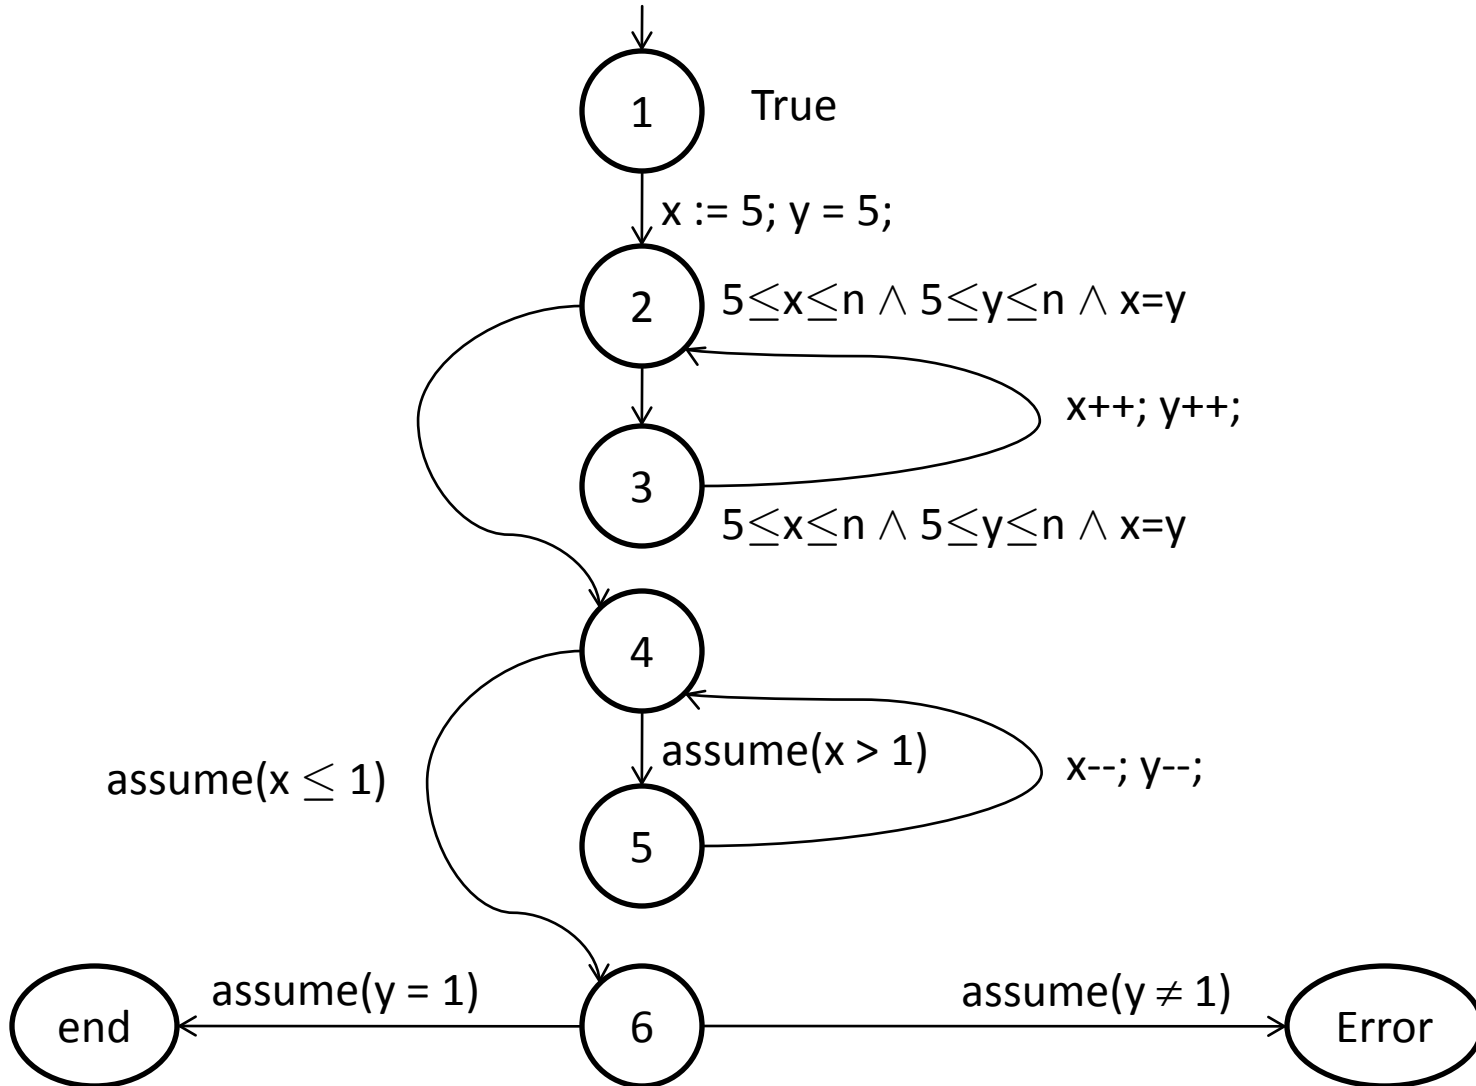 1
True
x := 5; y = 5;
2
5≤x≤n ∧ 5≤y≤n ∧ x=y
x++; y++;
3
5≤x≤n ∧ 5≤y≤n ∧ x=y
4
assume(x > 1)
assume(x ≤ 1)
x--; y--;
5
assume(y = 1)
assume(y ≠ 1)
end
6
Error